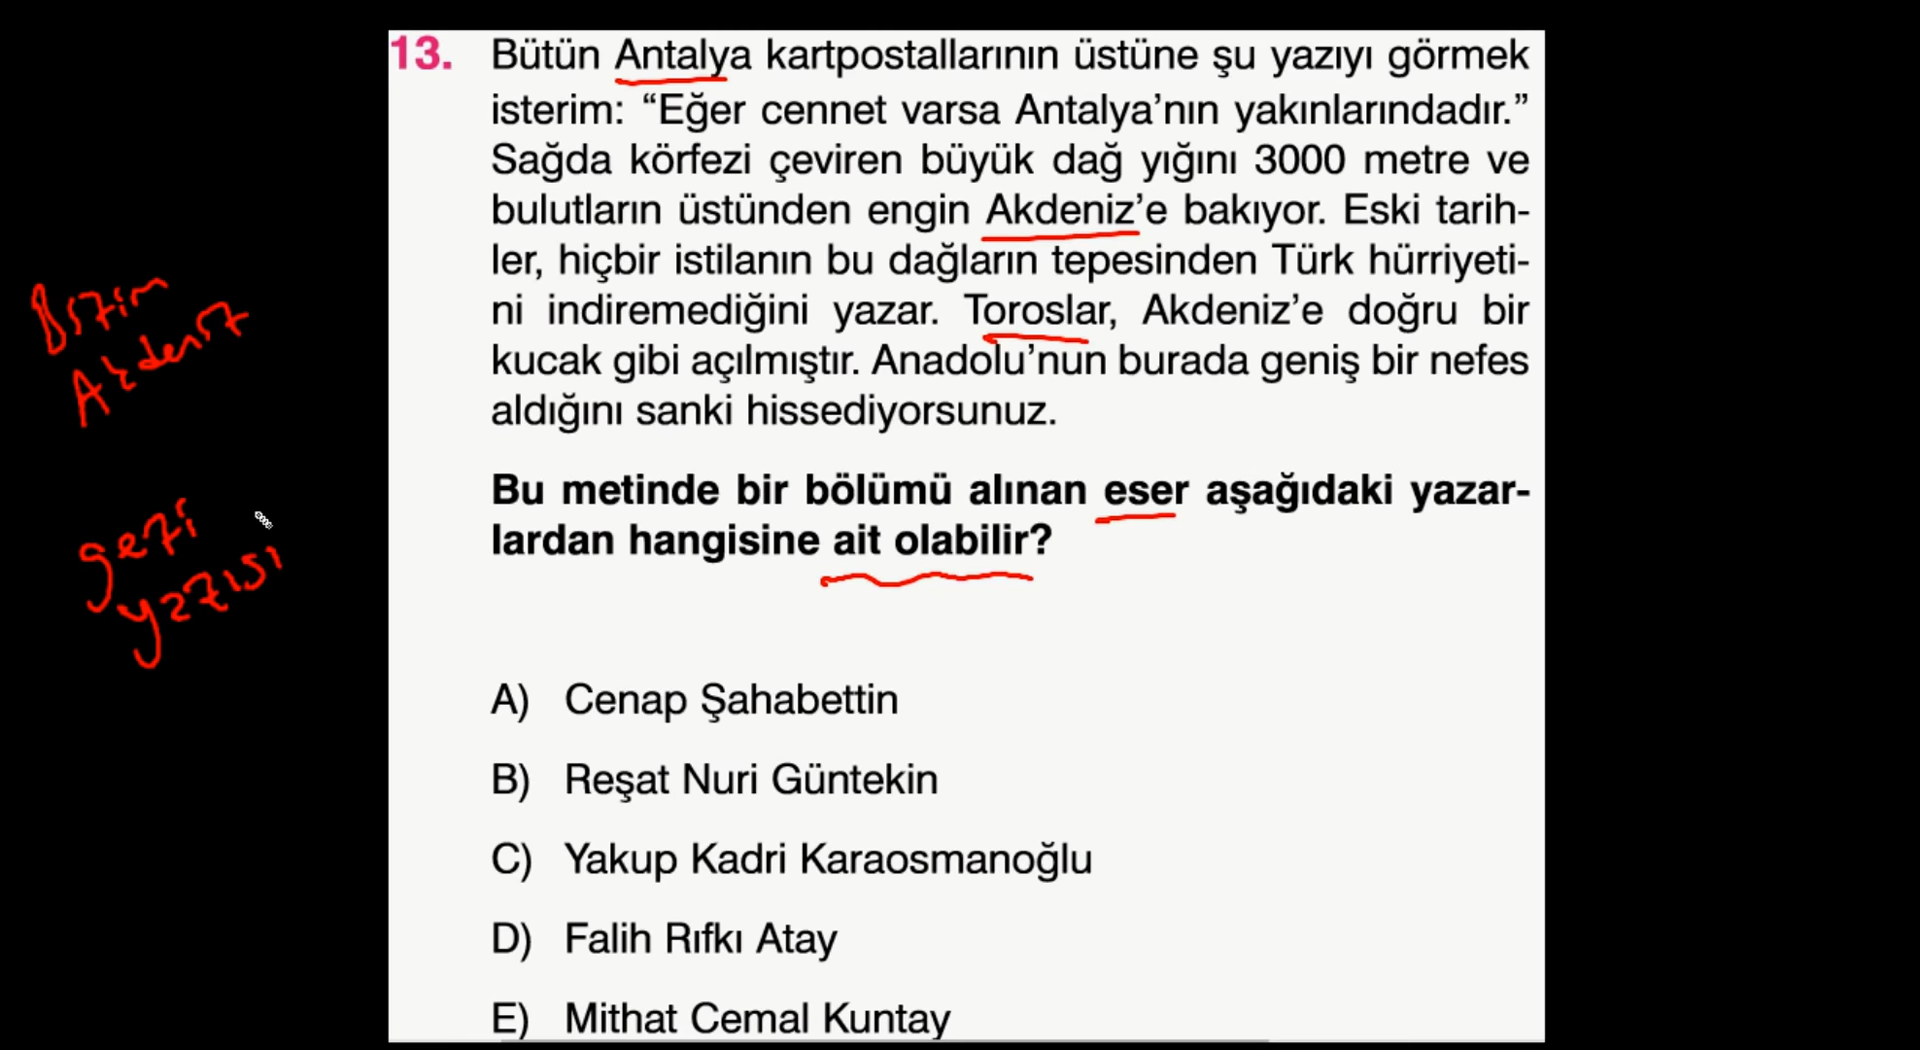 13. Bütün Antalya kartpostallarının üstüne şu yazıyı görmek
isterim: “Eğer cennet varsa Antalya’nın yakınlarındadır.”
Sağda körfezi çeviren büyük dağ yığını 3000 metre ve
bulutların üstünden engin Akdeniz’e bakıyor. Eski tarih-
ler, hiçbir istilanın bu dağların tepesinden Türk hürriyeti-
ni indiremediğini yazar. Toroslar, Akdeniz’e doğru bir
kucak gibi açılmıştır. Anadolu’nun burada geniş bir nefes
aldığını sanki hissediyorsunuz.
Bu metinde bir bölümü alınan eser aşağıdaki yazar-
lardan hangisine ait olabilir?
A) Cenap Şahabettin
B) Reşat Nuri Güntekin
C) Yakup Kadri Karaosmanoğlu
D) Falih Rıfkı Atay
E) Mithat Cemal Kuntay
Bizim
Akdeniz
gezi
yazısı